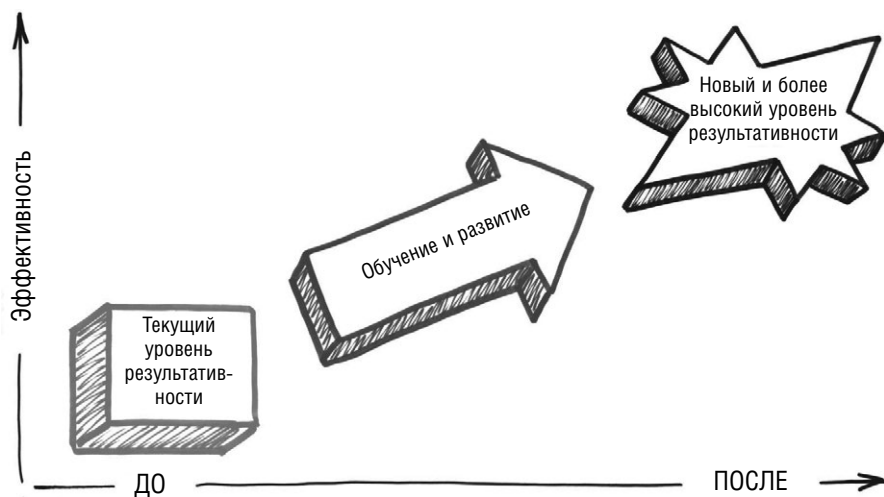 Новый и более
высокий уровень
результативности
Эффективность
Обучение и развитие
Текущий
уровень
результатив-
ности
ДО
ПОСЛЕ